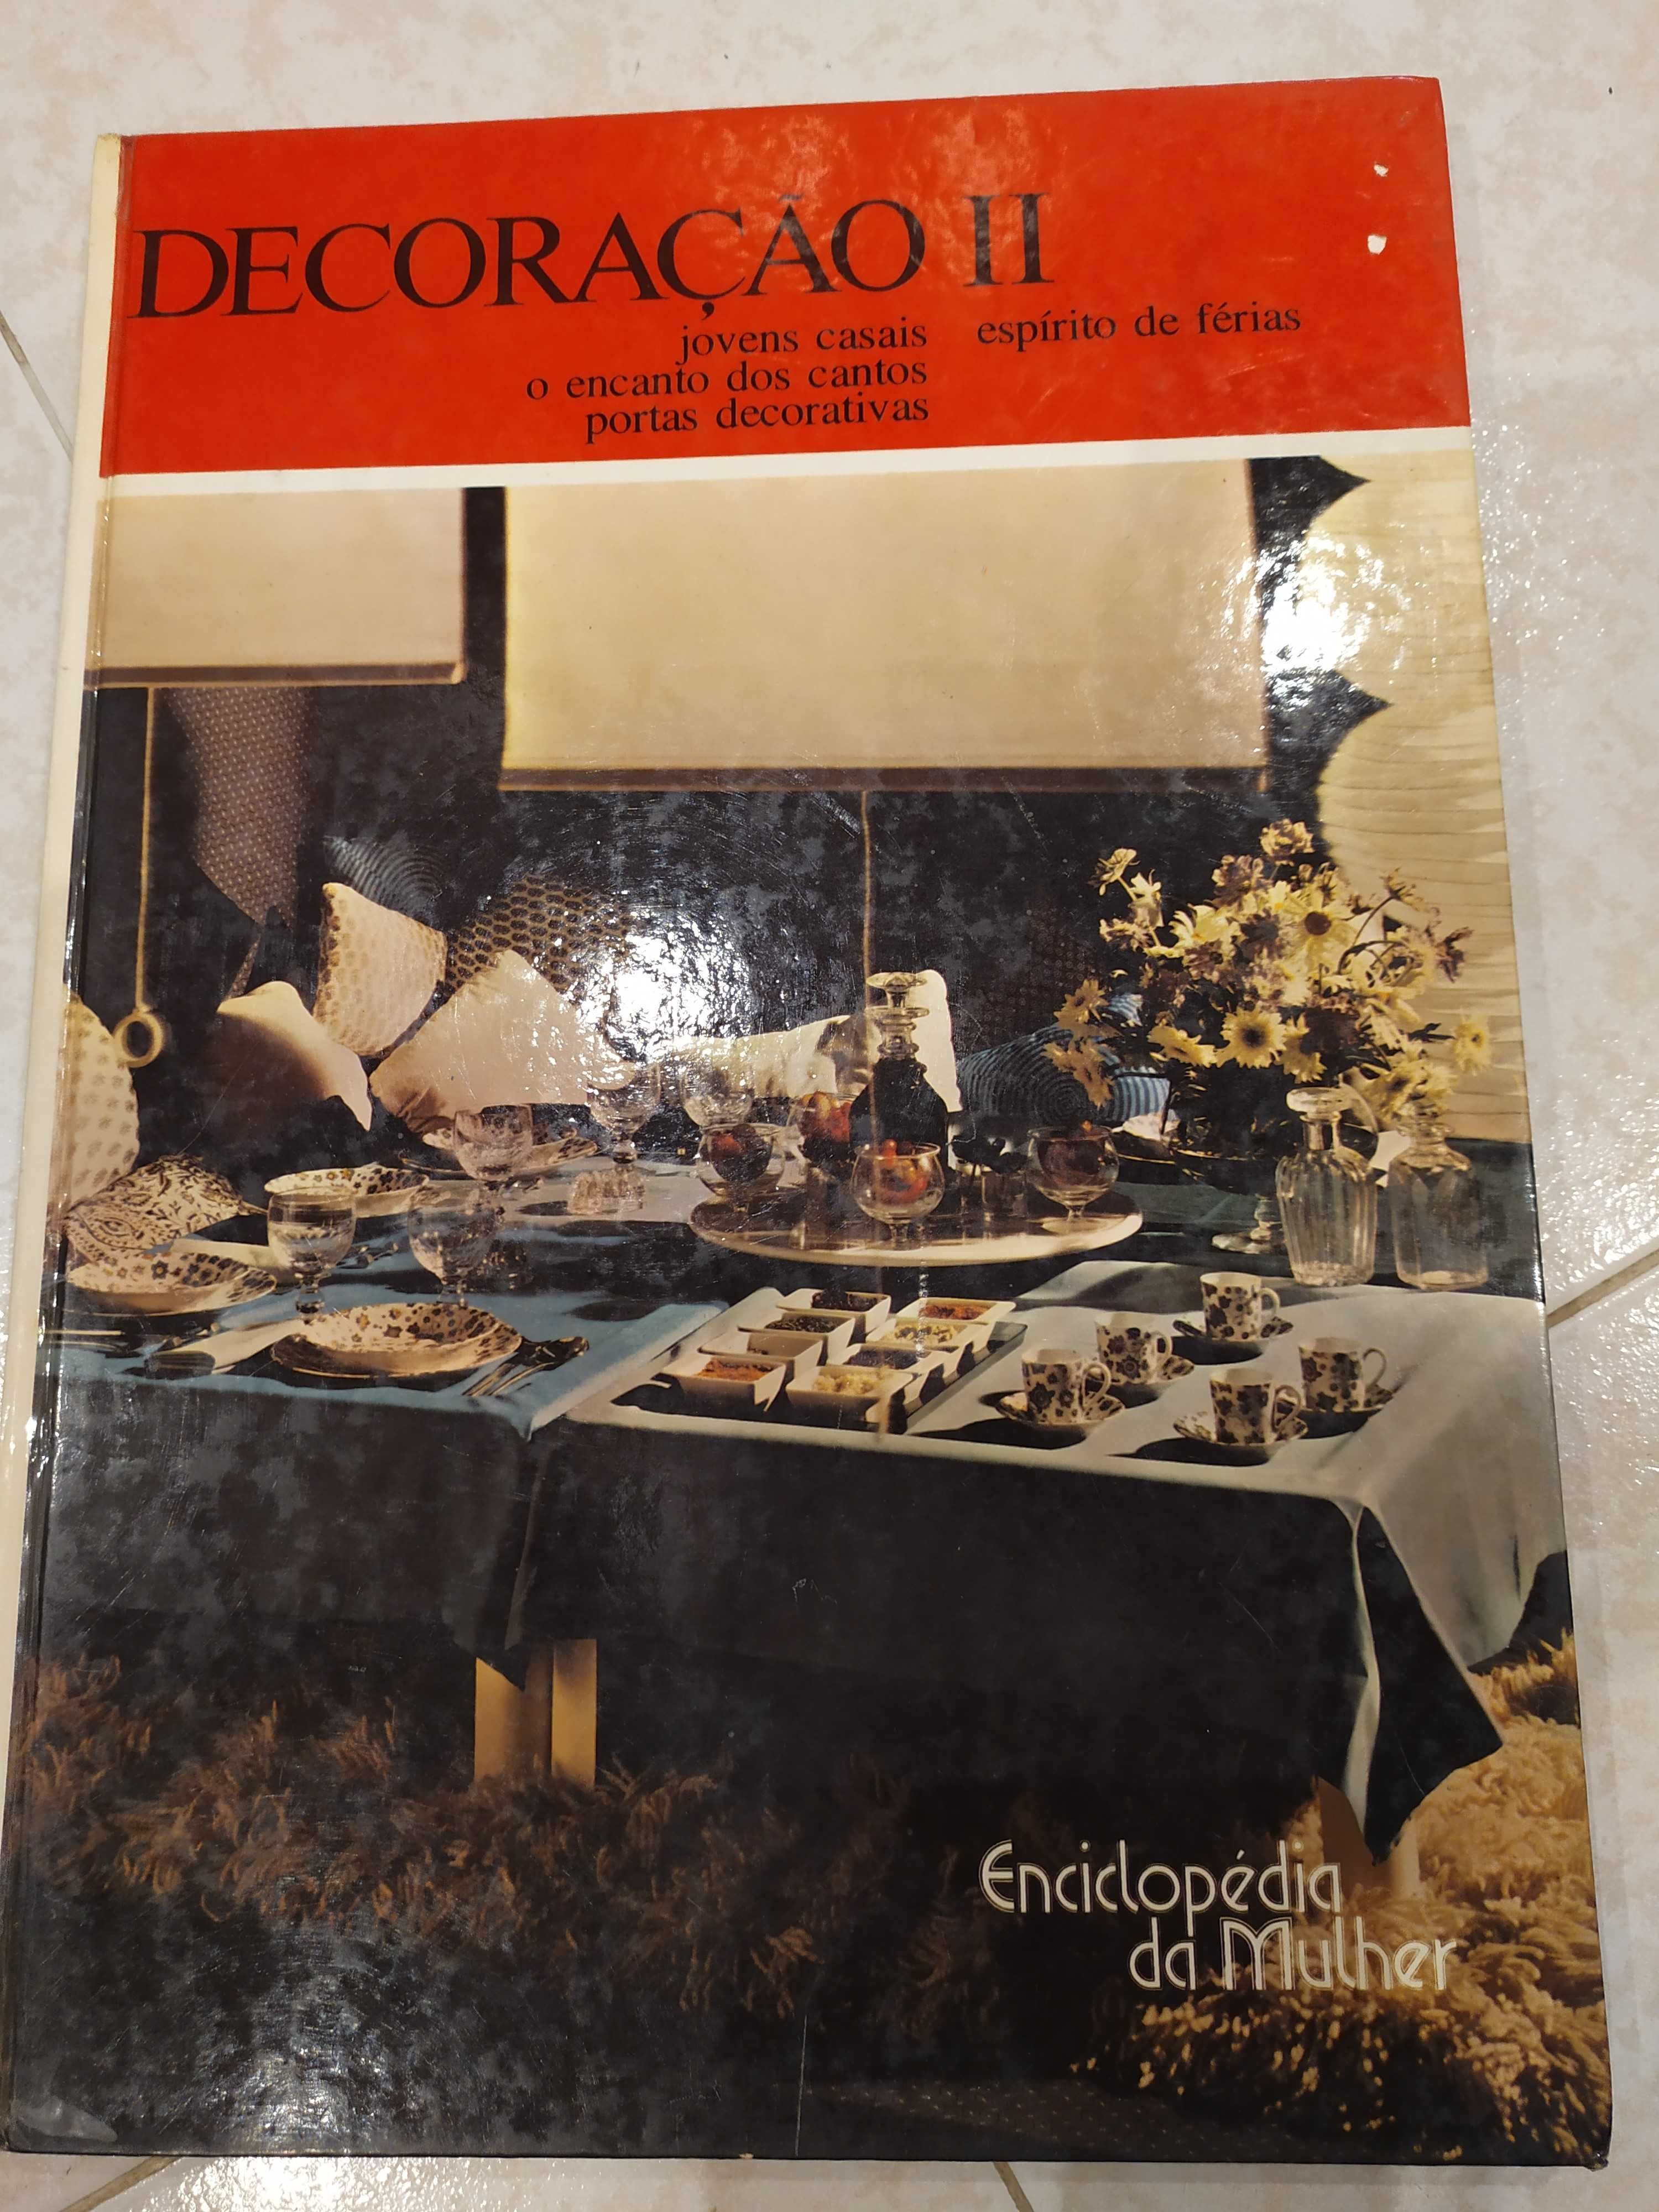 DECORAÇÃO II
jovens casais
o encanto dos cantos
portas decorativas
espírito de férias
Enciclopédia
da Mulher